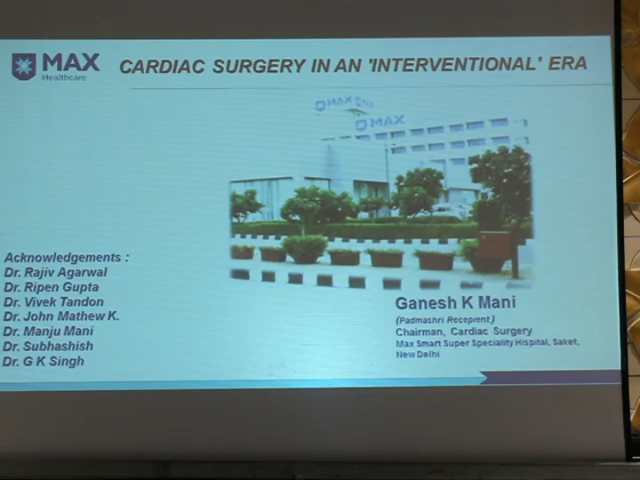 MAX
Healthcare
CARDIAC SURGERY IN AN 'INTERVENTIONAL' ERA
MAX
MAX
Acknowledgements :
Dr. Rajiv Agarwal
Dr. Ripen Gupta
Dr. Vivek Tandon
Dr. John Mathew K.
Dr. Manju Mani
Dr. Subhashish
Dr. G K Singh
Ganesh K Mani
(Padmashri Recepient)
Chairman, Cardiac Surgery
Max Smart Super Speciality Hispital, Saket,
New Delhi